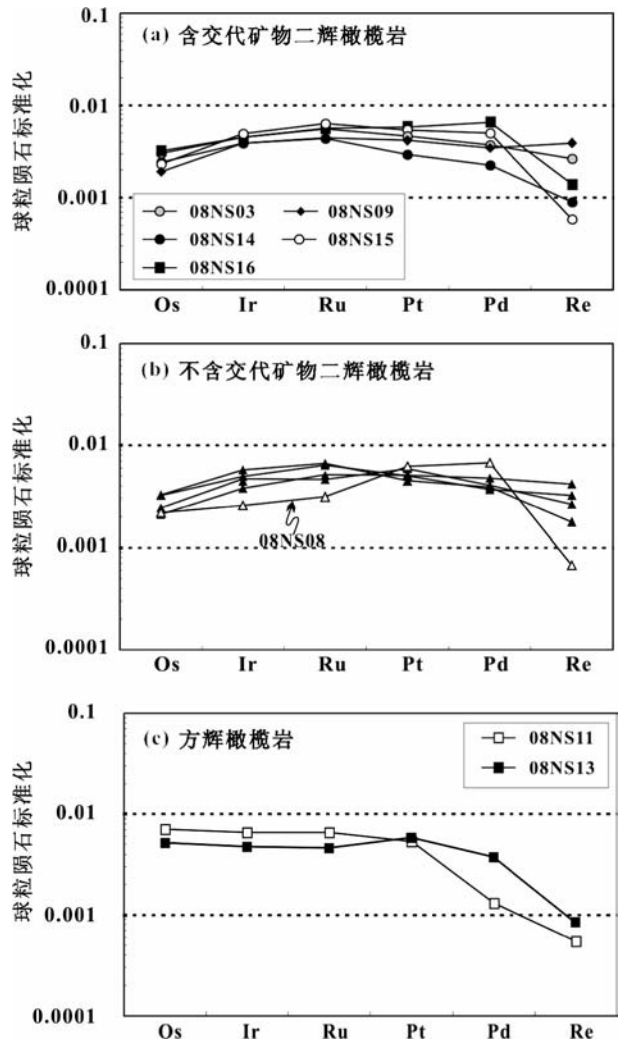 0.1
(a) 含交代矿物二辉橄榄岩
0.01
球粒陨石标准化
0.001
08NS03 08NS09
08NS14 08NS15
08NS16
0.0001
Os Ir Ru Pt Pd Re
0.1
(b) 不含交代矿物二辉橄榄岩
0.01
球粒陨石标准化
08NS08
0.001
0.0001
Os Ir Ru Pt Pd Re
0.1
(c) 方辉橄榄岩
08NS11
08NS13
0.01
球粒陨石标准化
0.001
0.0001
Os Ir Ru Pt Pd Re